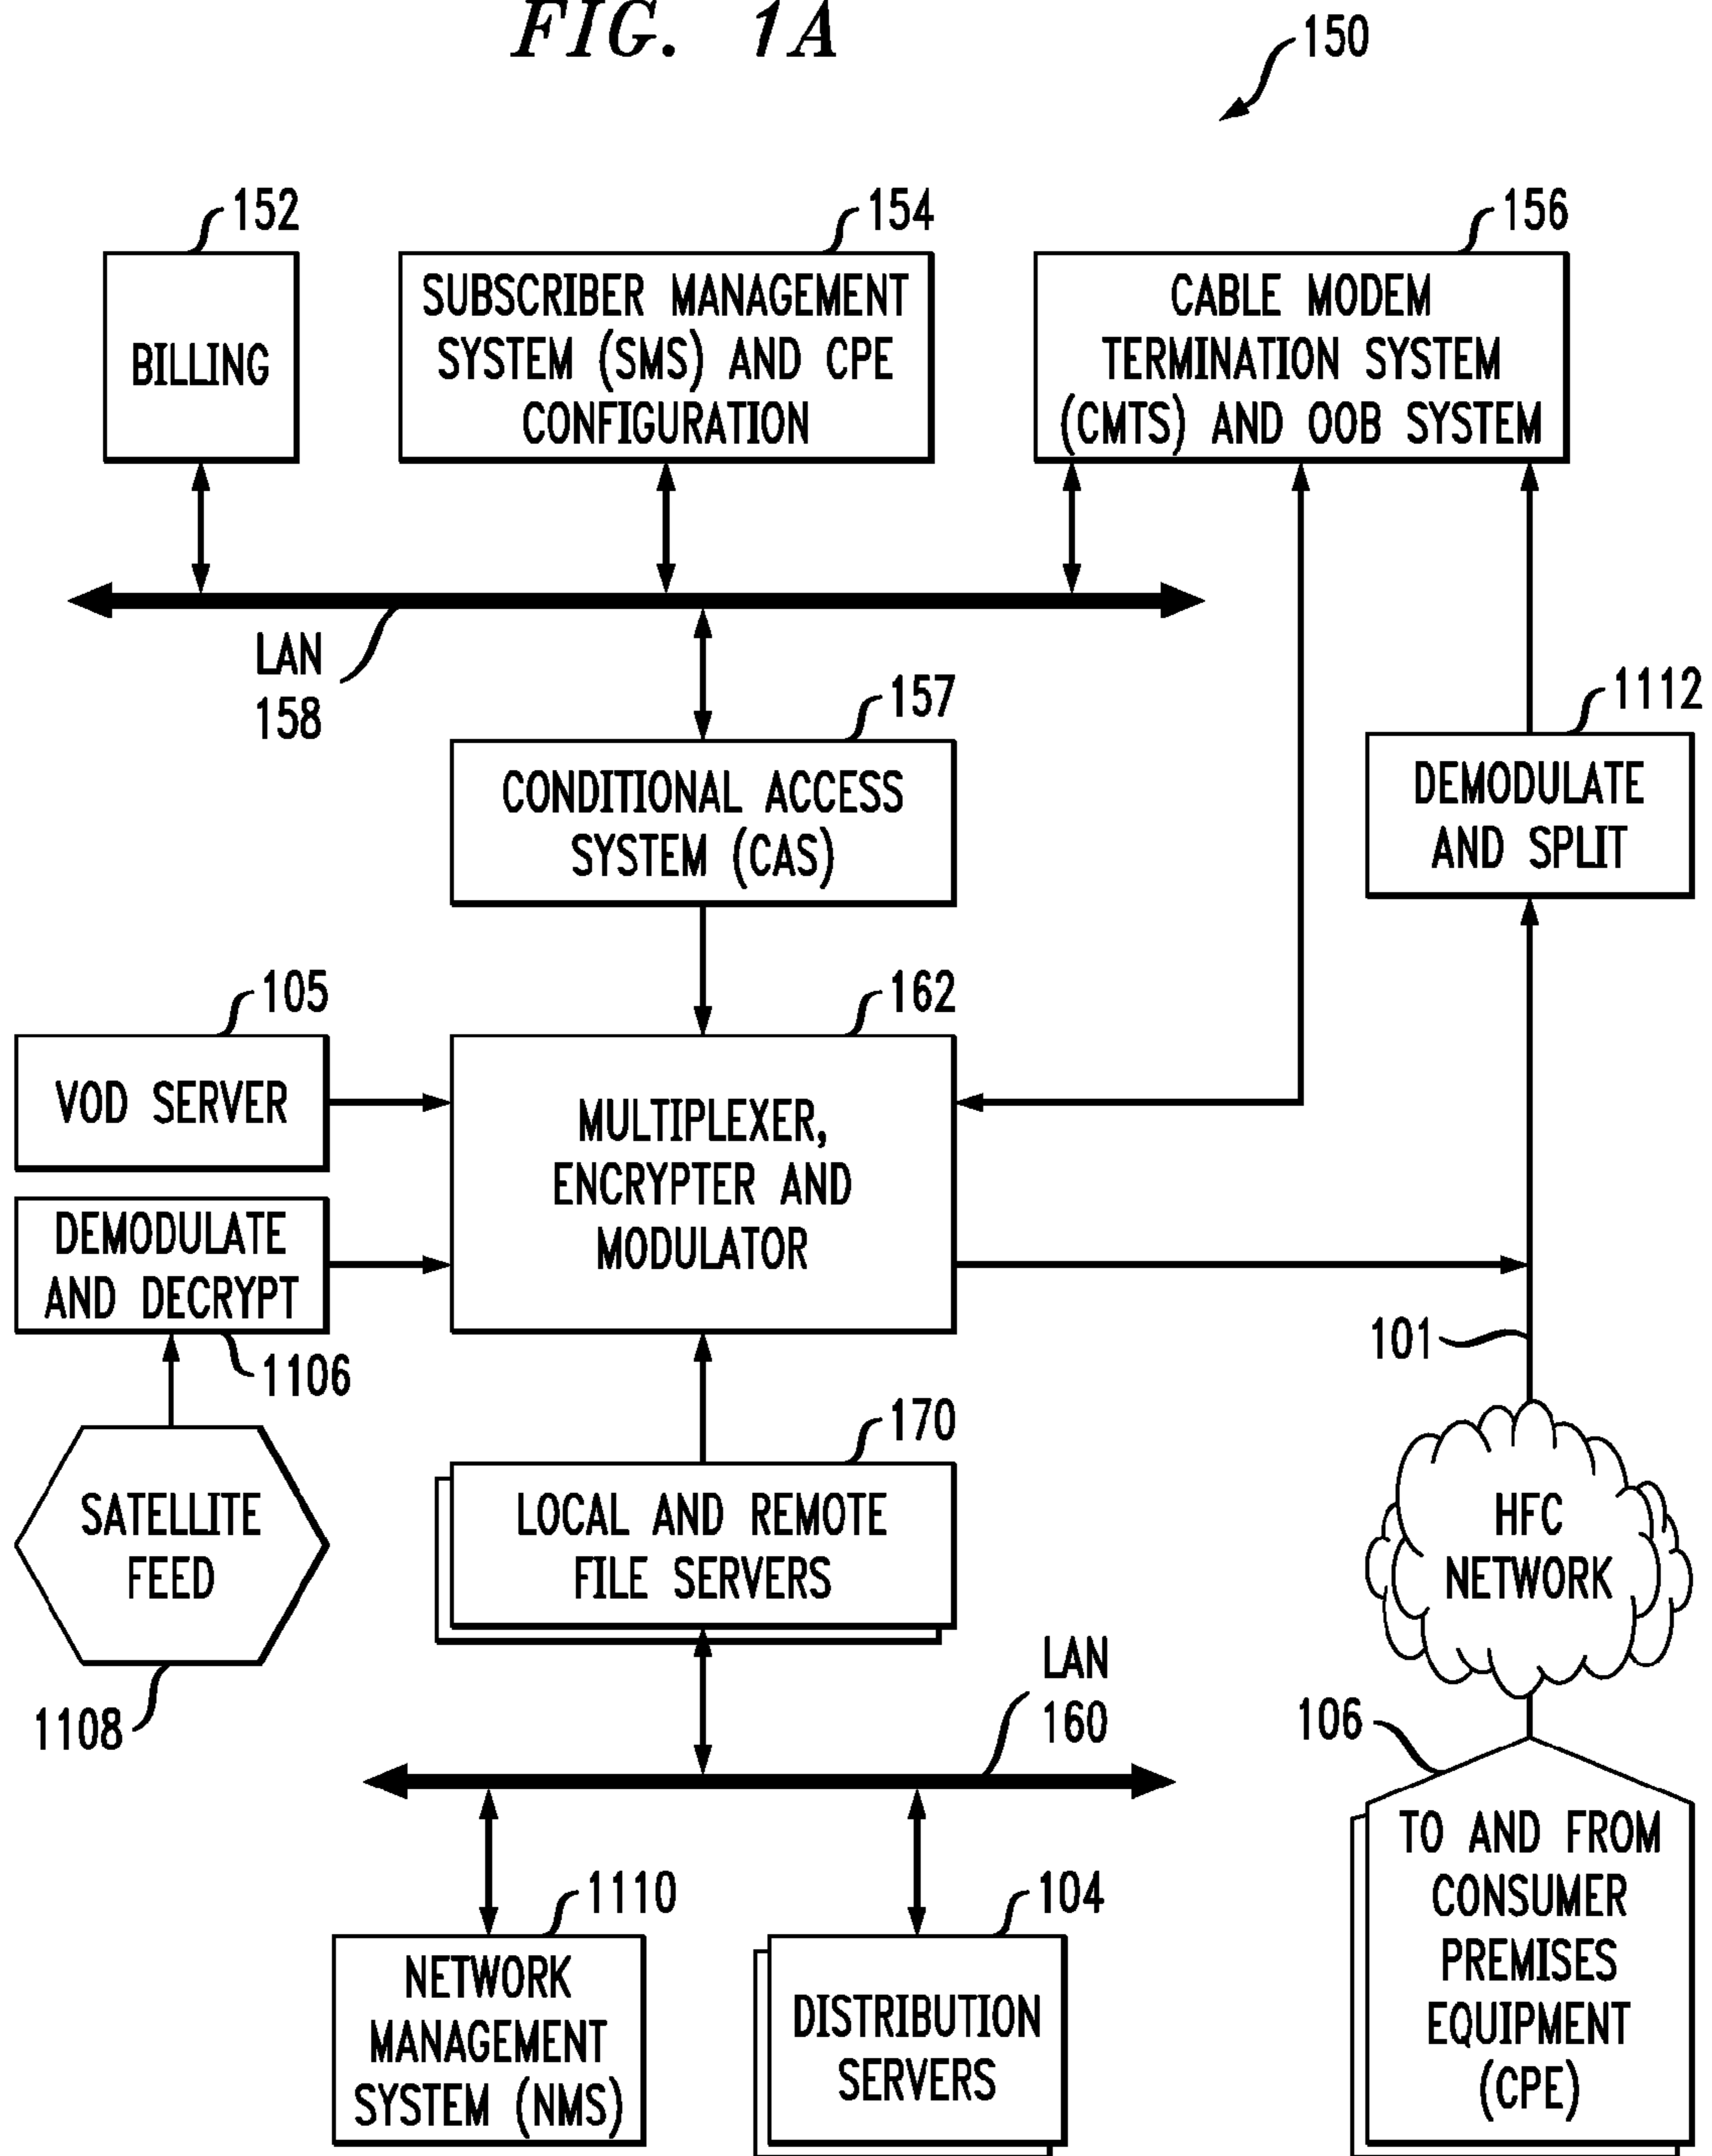 FIG. 1A
150
152
154
156
BILLING
SUBSCRIBER MANAGEMENT
SYSTEM (SMS) AND CPE
CONFIGURATION
CABLE MODEM
TERMINATION SYSTEM
(CMTS) AND OOB SYSTEM
LAN
158
157
1112
CONDITIONAL ACCESS
SYSTEM (CAS)
DEMODULATE
AND SPLIT
105
162
VOD SERVER
MULTIPLEXER,
ENCRYPTER AND
MODULATOR
DEMODULATE
AND DECRYPT
1106
101
170
SATELLITE
FEED
LOCAL AND REMOTE
FILE SERVERS
HFC
NETWORK
1108
LAN
160
106
1110
104
NETWORK
MANAGEMENT
SYSTEM (NMS)
DISTRIBUTION
SERVERS
TO AND FROM
CONSUMER
PREMISES
EQUIPMENT
(CPE)